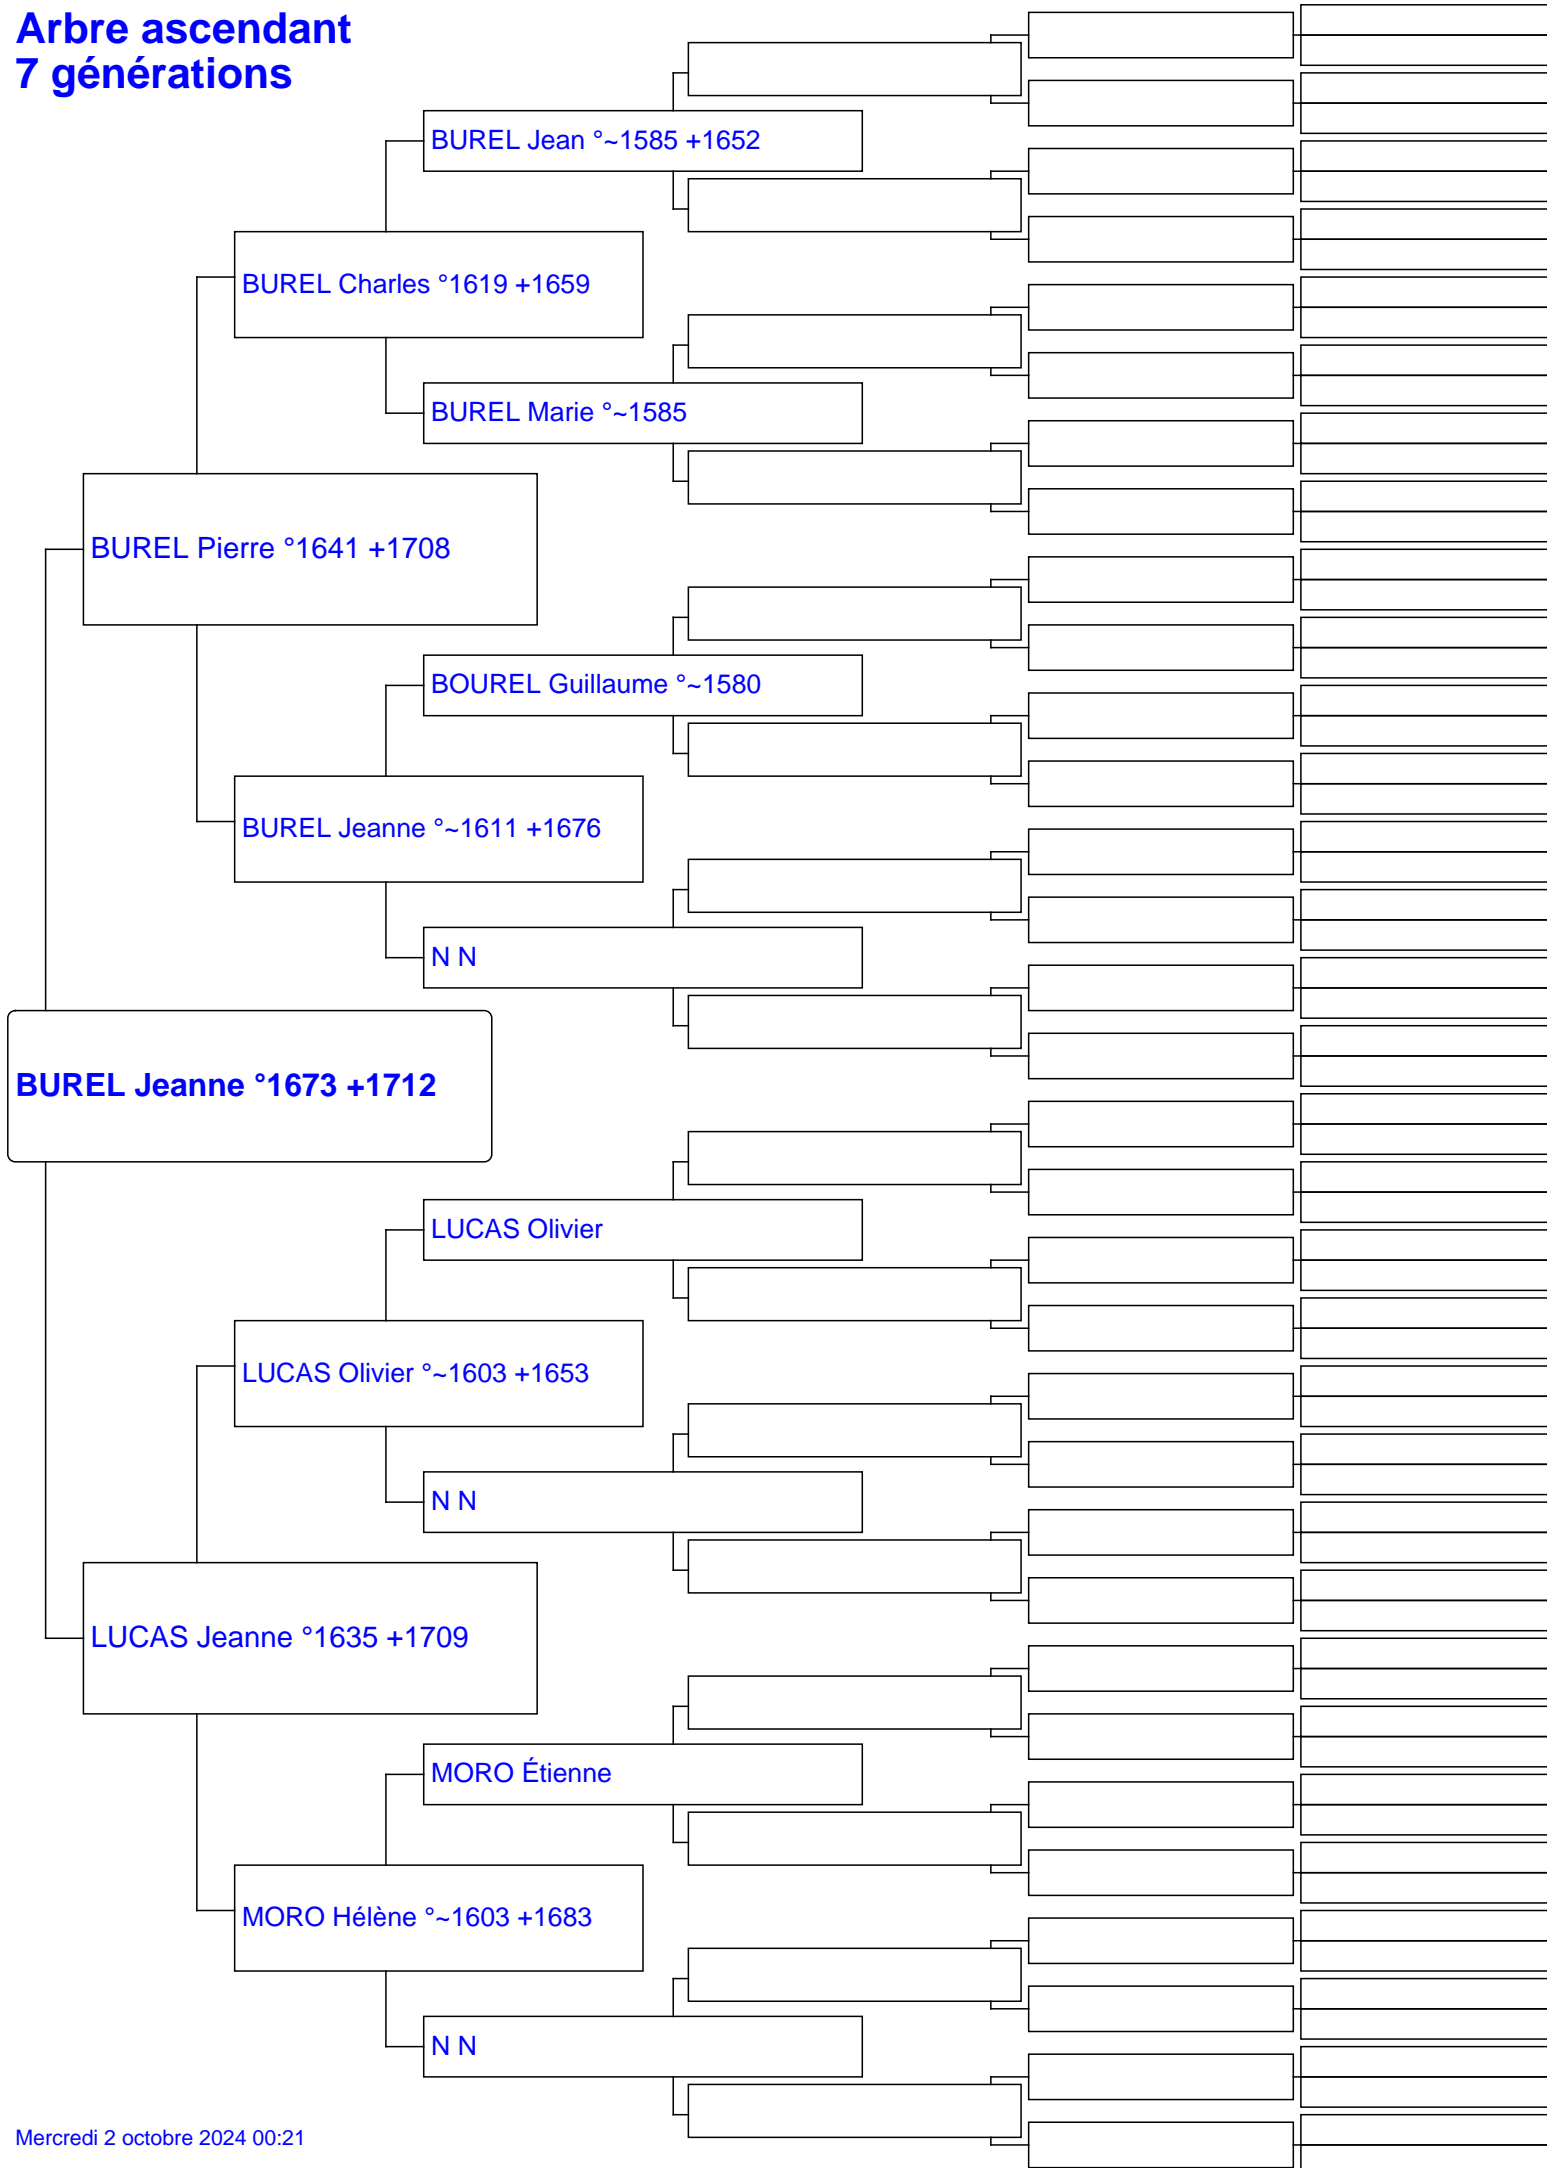 Arbre ascendant
7 générations
BUREL Jean °~1585 +1652
BUREL Charles °1619 +1659
BUREL Marie °~1585
BUREL Pierre °1641 +1708
BOUREL Guillaume °~1580
BUREL Jeanne °~1611 +1676
N N
BUREL Jeanne °1673 +1712
LUCAS Olivier
LUCAS Olivier °~1603 +1653
N N
LUCAS Jeanne °1635 +1709
MORO Étienne
MORO Hélène °~1603 +1683
N N
Mercredi 2 octobre 2024 00:21